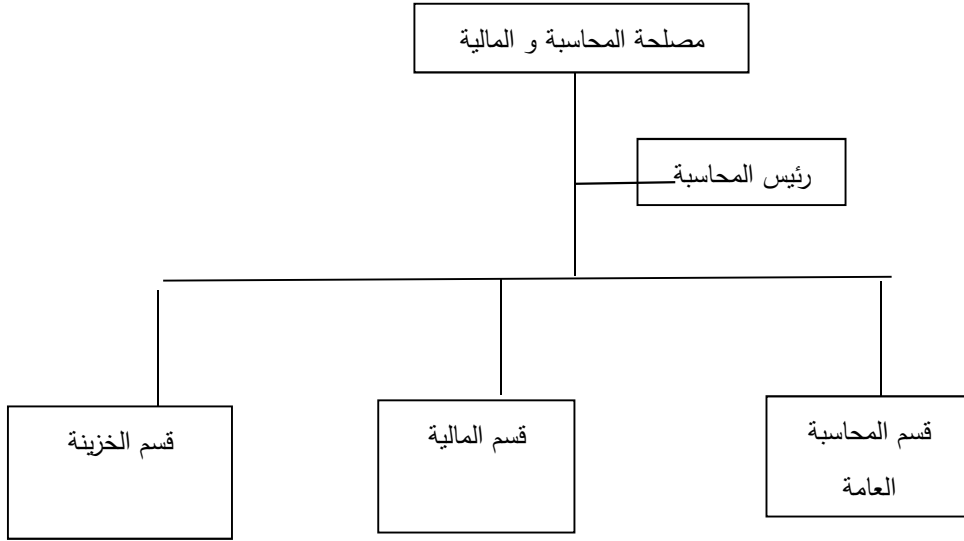 مصلحة المحاسبة و المالية
رئيس المحاسبة
قسم المحاسبة
العامة
قسم المالية
قسم الخزينة